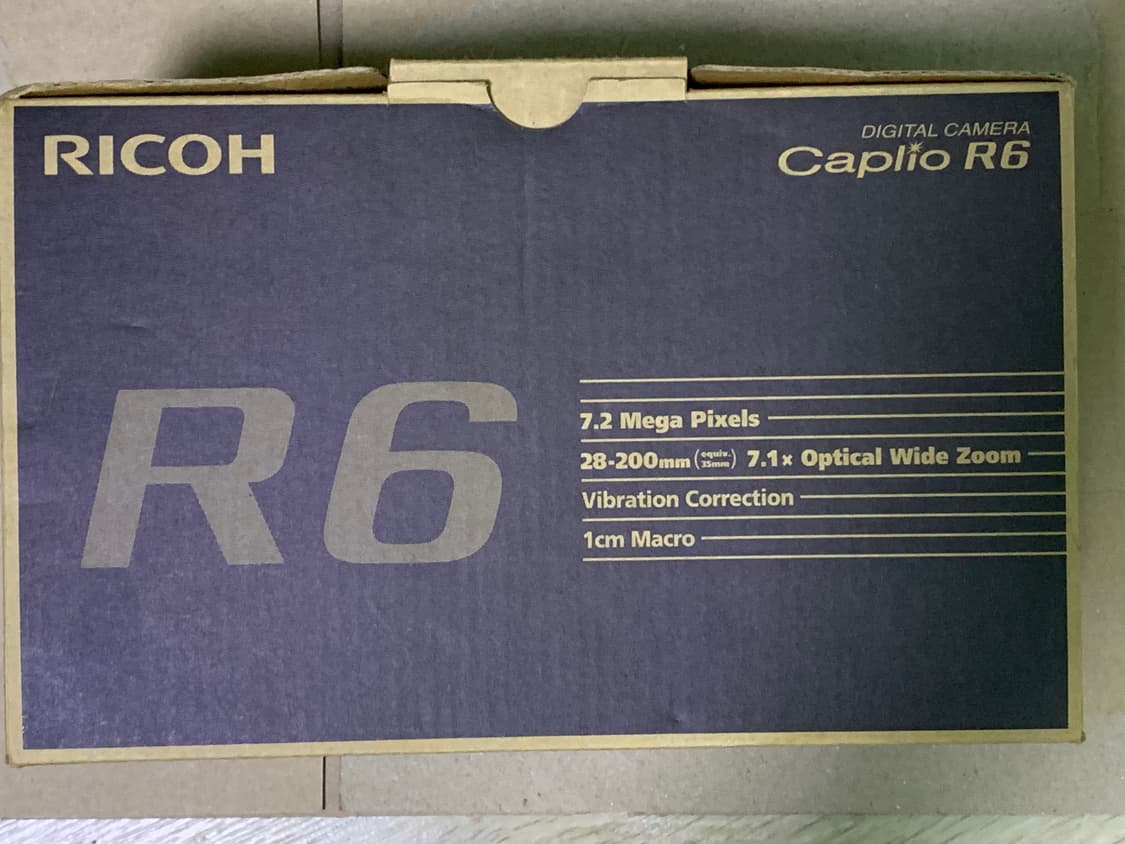 RICOH
DIGITAL CAMERA
Caplio R6
R6
7.2 Mega Pixels
28-200mm (equiv. 35mm) 7.1x Optical Wide Zoom
Vibration Correction
1cm Macro